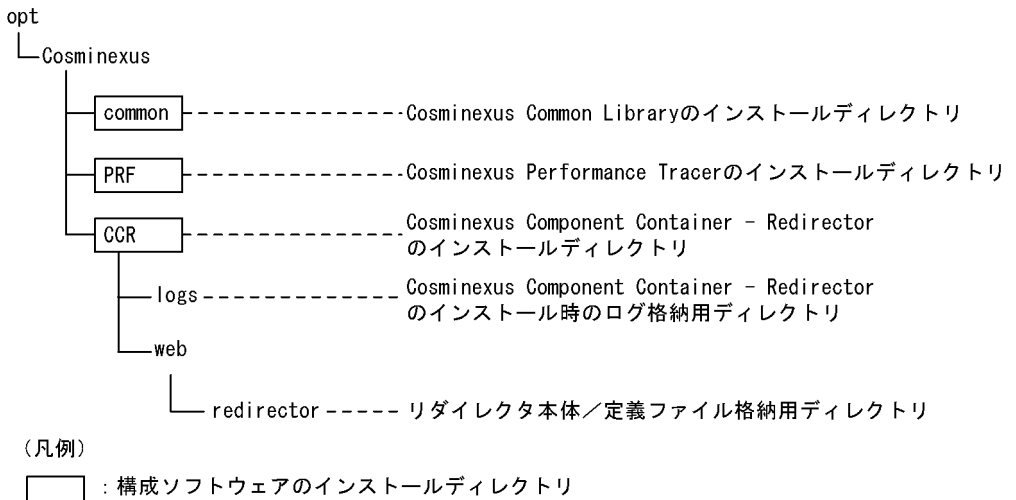 opt
Cosminexus
common Cosminexus Common Libraryのインストールディレクトリ
PRF Cosminexus Performance Tracerのインストールディレクトリ
CCR Cosminexus Component Container - Redirector
のインストールディレクトリ
logs Cosminexus Component Container - Redirector
のインストール時のログ格納用ディレクトリ
web
redirector リダイレクタ本体／定義ファイル格納用ディレクトリ
（凡例）
：構成ソフトウェアのインストールディレクトリ